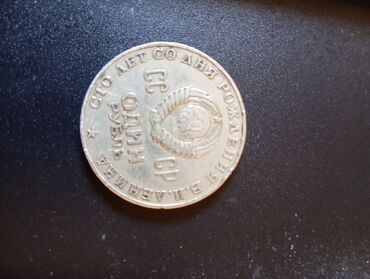 ★ СТО ЛЕТ СО ДНЯ РОЖДЕНИЯ В.И.ЛЕНИНА
СС СР
ОДИН
РУБЛЬ